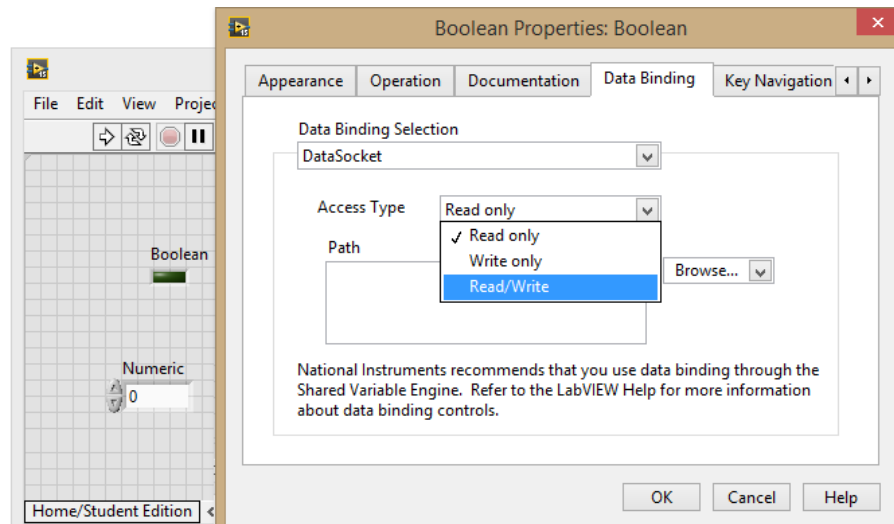 Boolean Properties: Boolean
Appearance Operation Documentation Data Binding Key Navigation
File Edit View Projec
Data Binding Selection
DataSocket
Access Type Read only
Read only
Write only
Read/Write
Path
Browse...
Boolean
Numeric
0
National Instruments recommends that you use data binding through the
Shared Variable Engine. Refer to the LabVIEW Help for more information
about data binding controls.
OK Cancel Help
Home/Student Edition